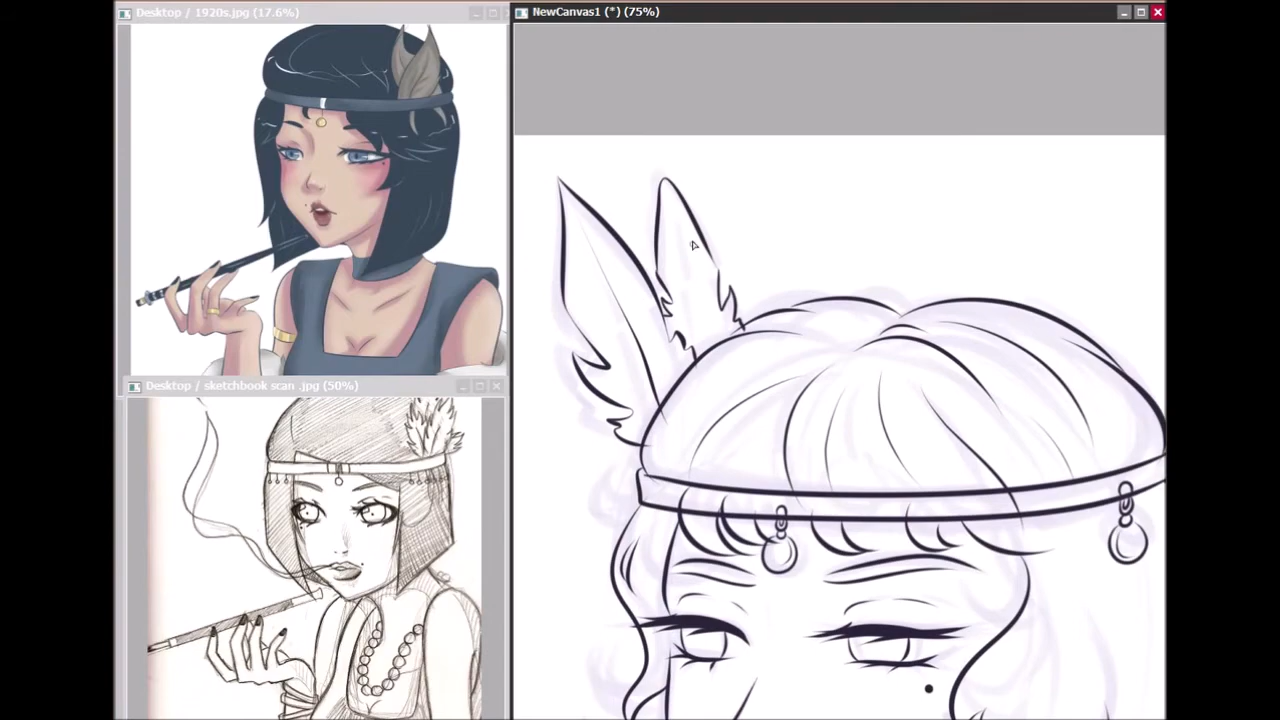 Desktop / 1920s.jpg (17.6%)
NewCanvas1 (*) (75%)
Desktop / sketchbook scan .jpg (50%)